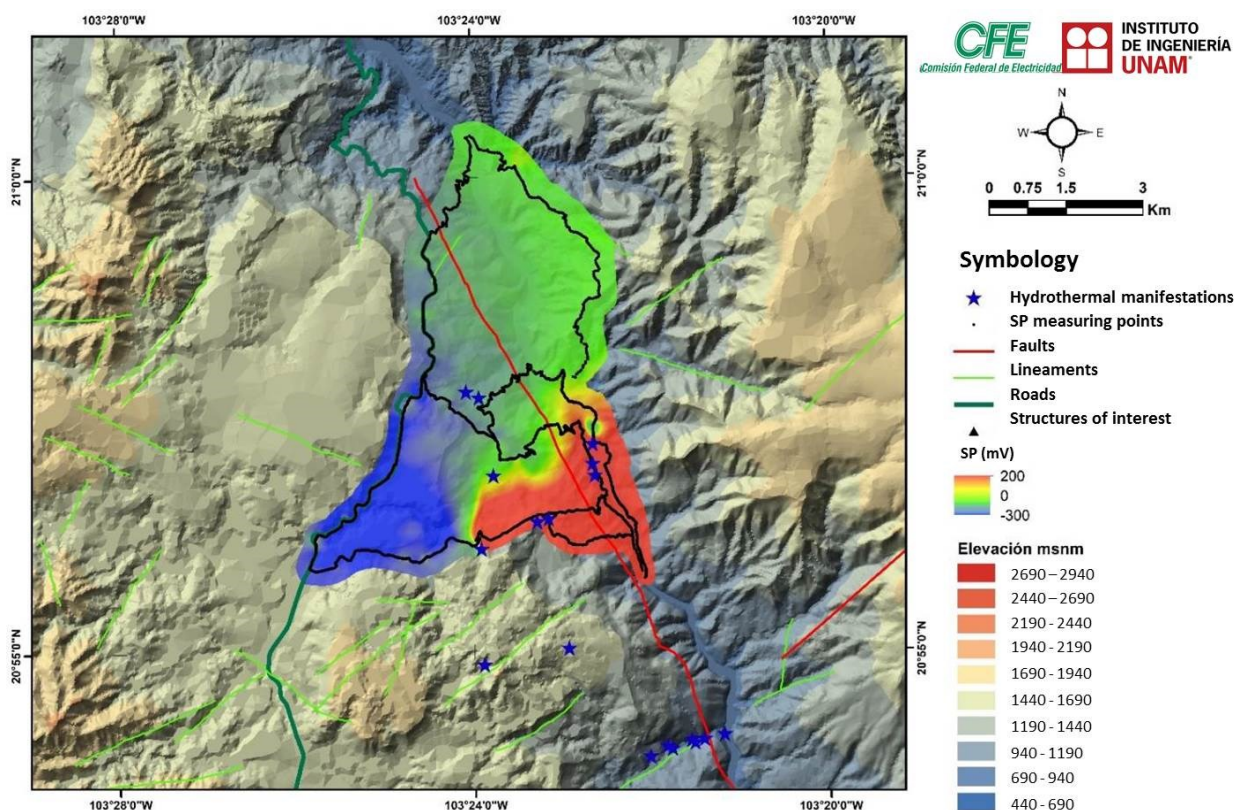 103°28'0"W
103°24'0"W
103°20'0"W
21°0'0"N
20°55'0"N
21°0'0"N
20°55'0"N
103°28'0"W
103°24'0"W
103°20'0"W
CFE
Comisión Federal de Electricidad
INSTITUTO
DE INGENIERÍA
UNAM
N
W E
S
0 0.75 1.5 3
Km
Symbology
Hydrothermal manifestations
SP measuring points
Faults
Lineaments
Roads
Structures of interest
SP (mV)
200
0
-300
Elevación msnm
2690 – 2940
2440 – 2690
2190 – 2440
1940 - 2190
1690 - 1940
1440 - 1690
1190 - 1440
940 - 1190
690 - 940
440 - 690